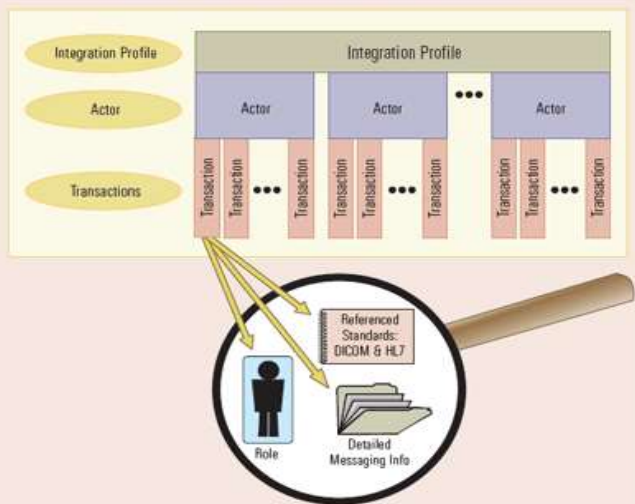 Integration Profile
Integration Profile
Actor
Actor
Actor
Actor
Transactions
Transaction
Transaction
Transaction
Transaction
Transaction
Transaction
Transaction
Transaction
Transaction
Referenced
Standards:
DICOM & HL7
Role
Detailed
Messaging Info